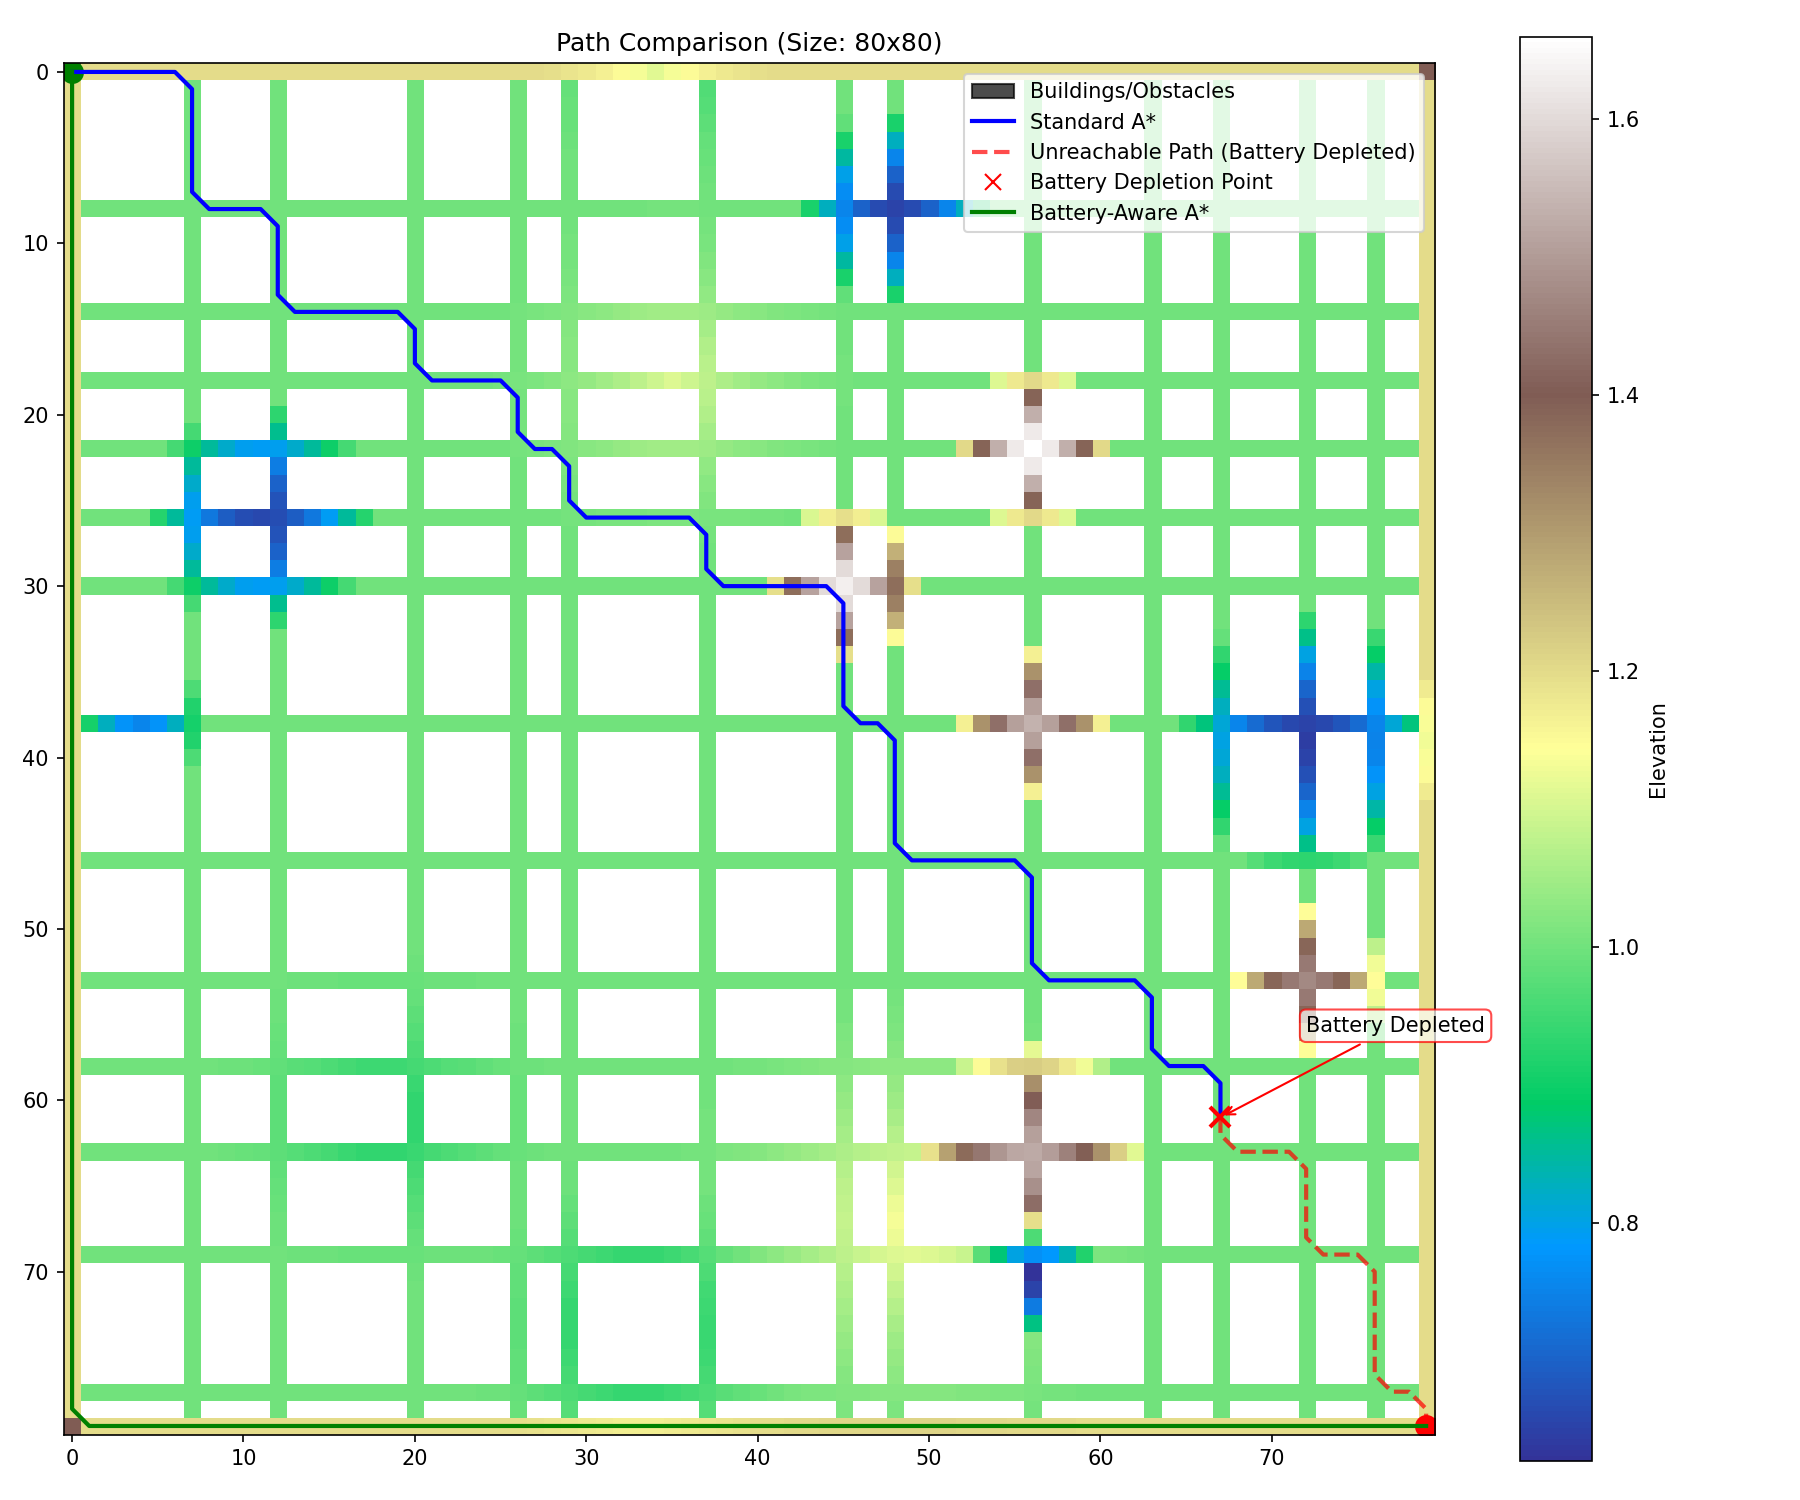 Path Comparison (Size: 80x80)
Buildings/Obstacles
Standard A*
Unreachable Path (Battery Depleted)
Battery Depletion Point
Battery-Aware A*
0
10
20
30
40
50
60
70
Battery Depleted
0 10 20 30 40 50 60 70
1.6
1.4
1.2
1.0
0.8
Elevation